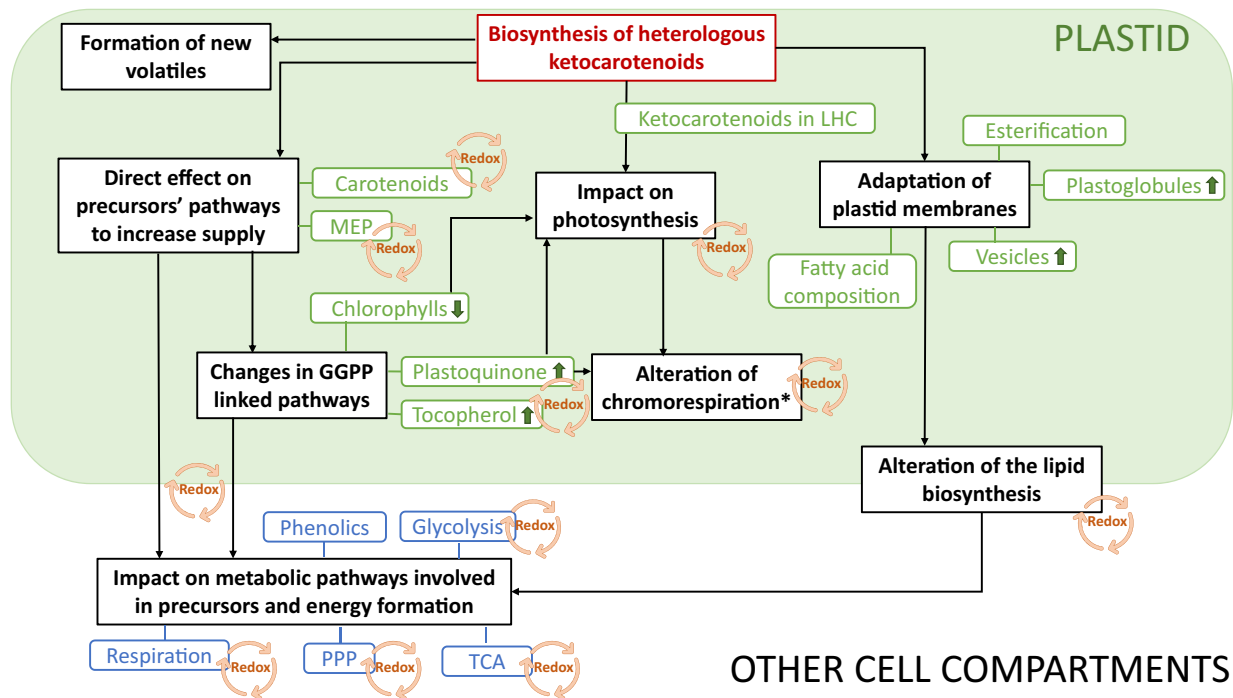 PLASTID
Formation of new
volatiles
Biosynthesis of heterologous
ketocarotenoids
Ketocarotenoids in LHC
Esterification
Direct effect on
precursors' pathways
to increase supply
Carotenoids
Redox
MEP
Redox
Impact on
photosynthesis
Redox
Adaptation of
plastid membranes
Plastoglobules
Vesicles
Fatty acid
composition
Chlorophylls
Changes in GGPP
linked pathways
Plastoquinone
Tocopherol
Redox
Alteration of
chromorespiration*
Redox
Alteration of the lipid
biosynthesis
Redox
Redox
Phenolics
Glycolysis
Redox
Impact on metabolic pathways involved
in precursors and energy formation
Respiration
Redox
PPP
Redox
TCA
Redox
OTHER CELL COMPARTMENTS